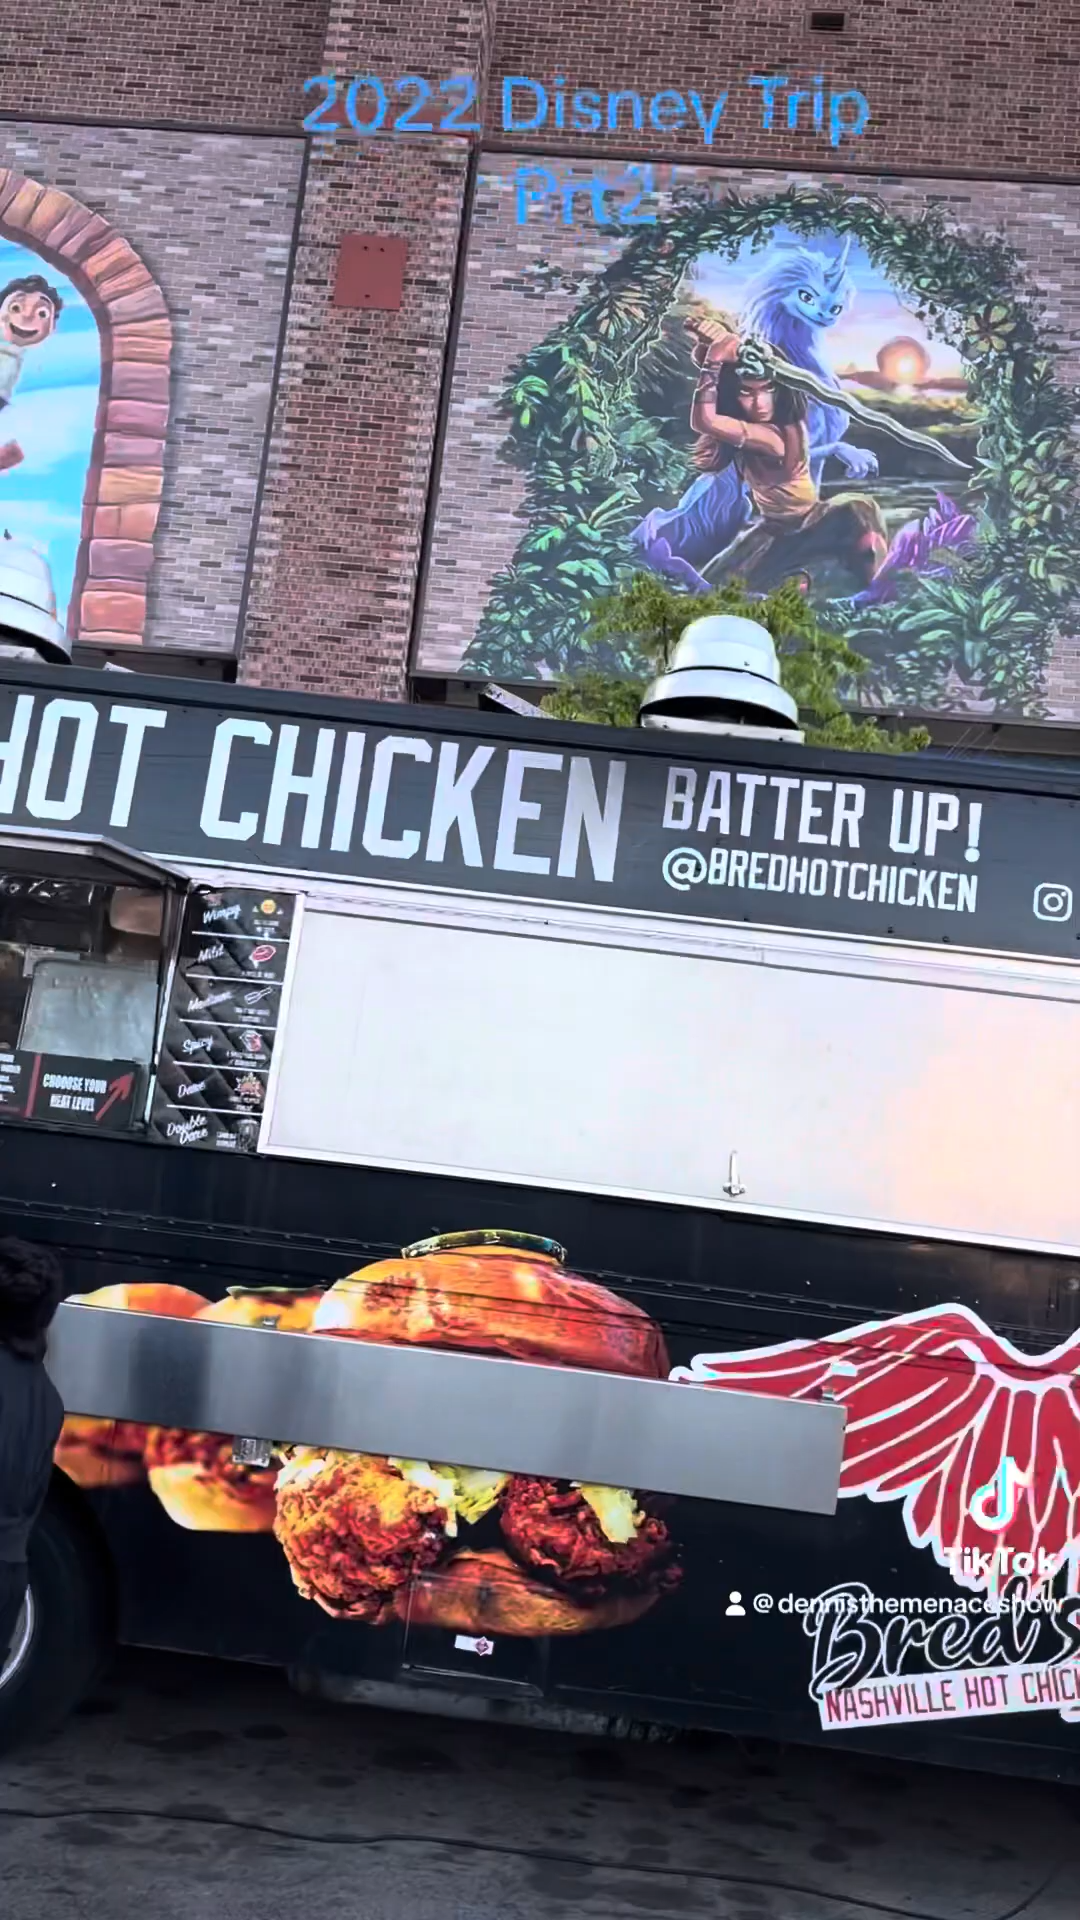 2022 Disney Trip
Prt2
HOT CHICKEN
BATTER UP!
@BREDHOTCHICKEN
Wimpy
Mild
Medium
Spicy
Dare
Double
Dare
CHOOSE YOUR
HEAT LEVEL
TikTok
@dennisthemenaceshow
Bred's
NASHVILLE HOT CHIC